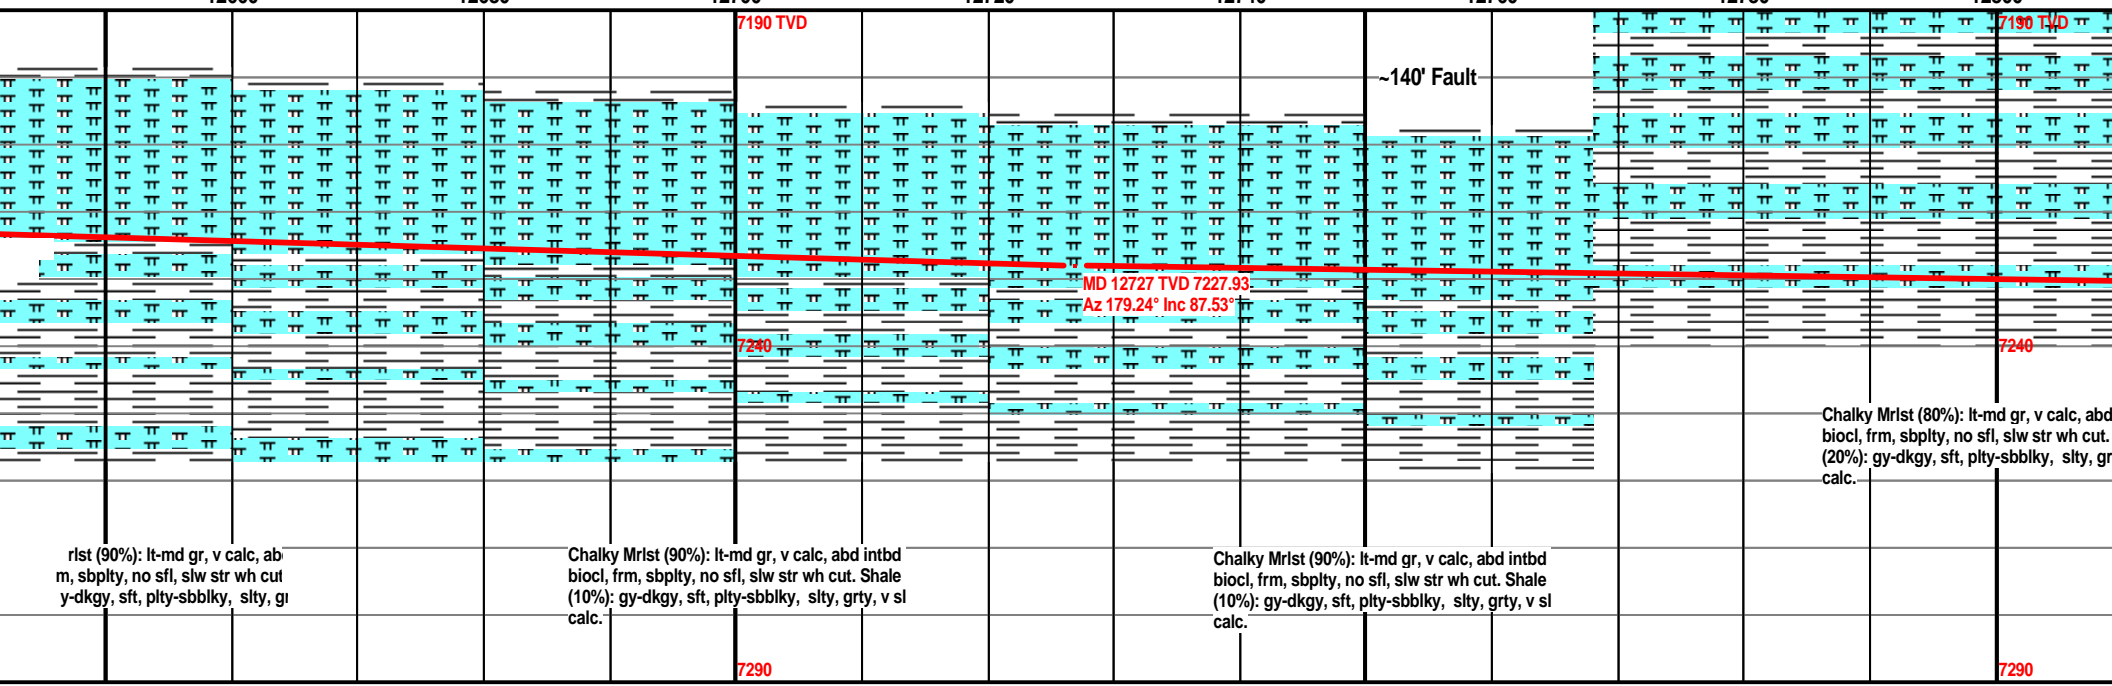 7190 TVD
7190 TVD
~140' Fault
MD 12727 TVD 7227.93
Az 179.24° Inc 87.53°
7240
7240
Chalky Mrlst (80%): lt-md gr, v calc, abd
biocl, frm, sbplty, no sfl, slw str wh cut.
(20%): gy-dkgy, sft, plty-sbblky, slty, gr
calc.
rlst (90%): lt-md gr, v calc, ab
m, sbplty, no sfl, slw str wh cut
y-dkgy, sft, plty-sbblky, slty, gr
Chalky Mrlst (90%): lt-md gr, v calc, abd intbd
biocl, frm, sbplty, no sfl, slw str wh cut. Shale
(10%): gy-dkgy, sft, plty-sbblky, slty, grty, v sl
calc.
Chalky Mrlst (90%): lt-md gr, v calc, abd intbd
biocl, frm, sbplty, no sfl, slw str wh cut. Shale
(10%): gy-dkgy, sft, plty-sbblky, slty, grty, v sl
calc.
7290
7290